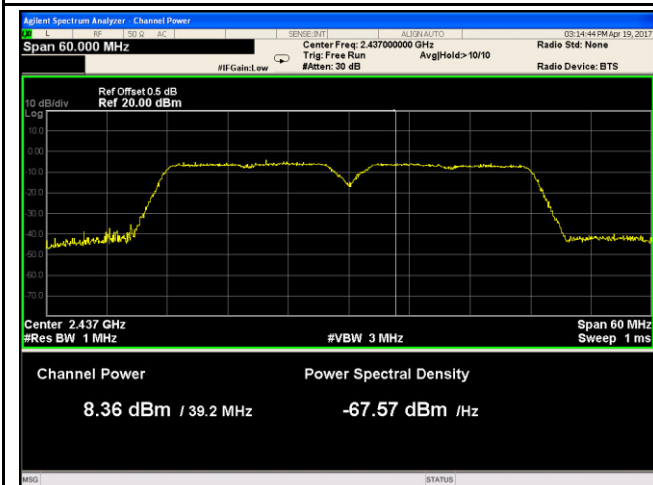 Agilent Spectrum Analyzer - Channel Power
L RF 50 Ω AC SENSE:INT ALIGN AUTO 03:14:44 PM Apr 19, 2017
Span 60.000 MHz Center Freq: 2.437000000 GHz Radio Std: None
Trig: Free Run Avg|Hold:>10/10
#IFGain:Low #Atten: 30 dB Radio Device: BTS
Ref Offset 0.5 dB
10 dB/div Ref 20.00 dBm
Log
10.0
0.00
-10.0
-20.0
-30.0
-40.0
-50.0
-60.0
-70.0
Center 2.437 GHz Span 60 MHz
#Res BW 1 MHz #VBW 3 MHz Sweep 1 ms
Channel Power Power Spectral Density
8.36 dBm / 39.2 MHz -67.57 dBm /Hz
MSG STATUS